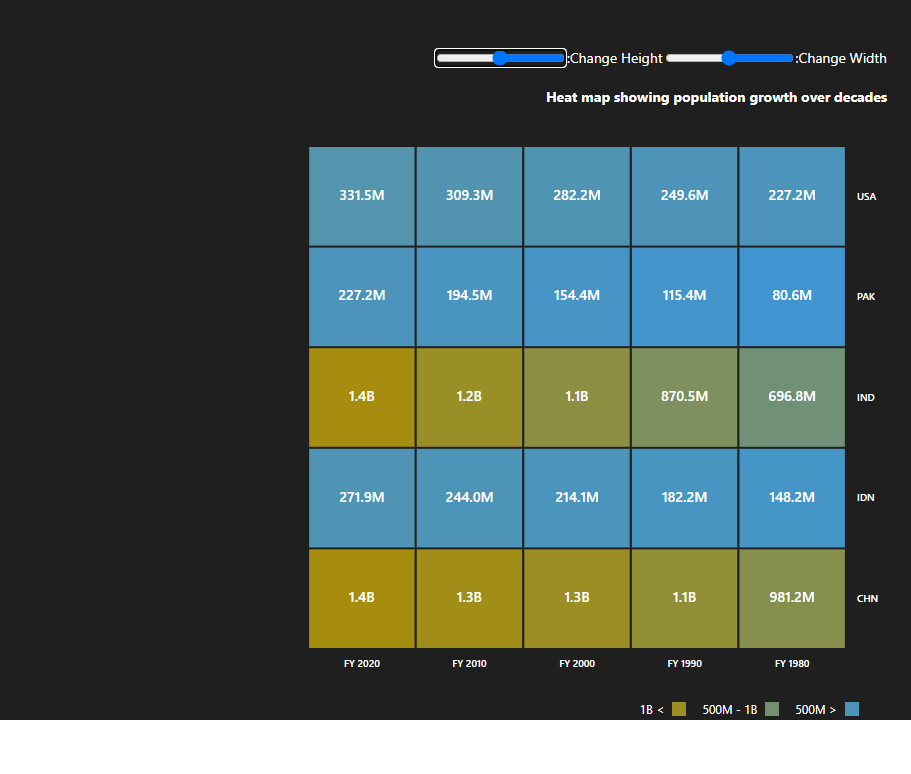 :Change Height :Change Width
Heat map showing population growth over decades
331.5M 309.3M 282.2M 249.6M 227.2M USA
227.2M 194.5M 154.4M 115.4M 80.6M PAK
1.4B 1.2B 1.1B 870.5M 696.8M IND
271.9M 244.0M 214.1M 182.2M 148.2M IDN
1.4B 1.3B 1.3B 1.1B 981.2M CHN
FY 2020 FY 2010 FY 2000 FY 1990 FY 1980
1B < 500M - 1B 500M >